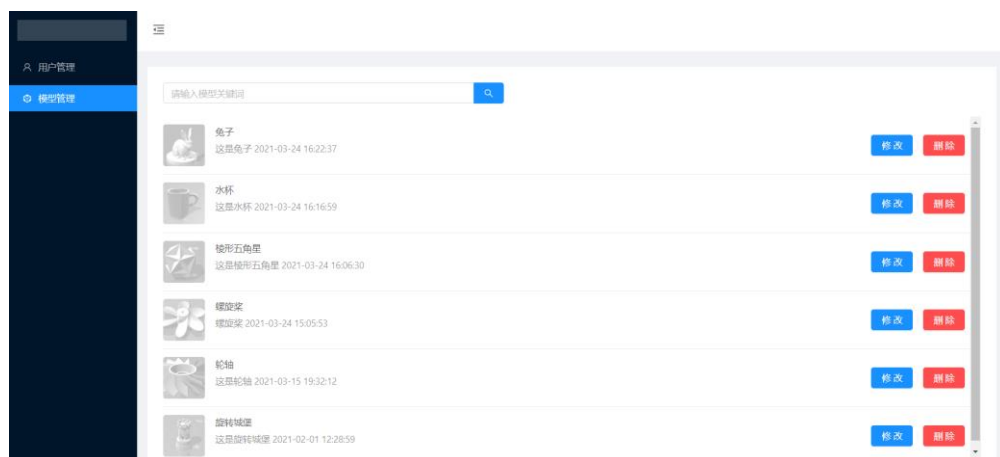 用户管理
模型管理
请输入模型关键词
兔子
这是兔子 2021-03-24 16:22:37
修改 删除
水杯
这是水杯 2021-03-24 16:16:59
修改 删除
棱形五角星
这是棱形五角星 2021-03-24 16:06:30
修改 删除
螺旋桨
螺旋桨 2021-03-24 15:05:53
修改 删除
轮轴
这是轮轴 2021-03-15 19:32:12
修改 删除
旋转城堡
这是旋转城堡 2021-02-01 12:28:59
修改 删除